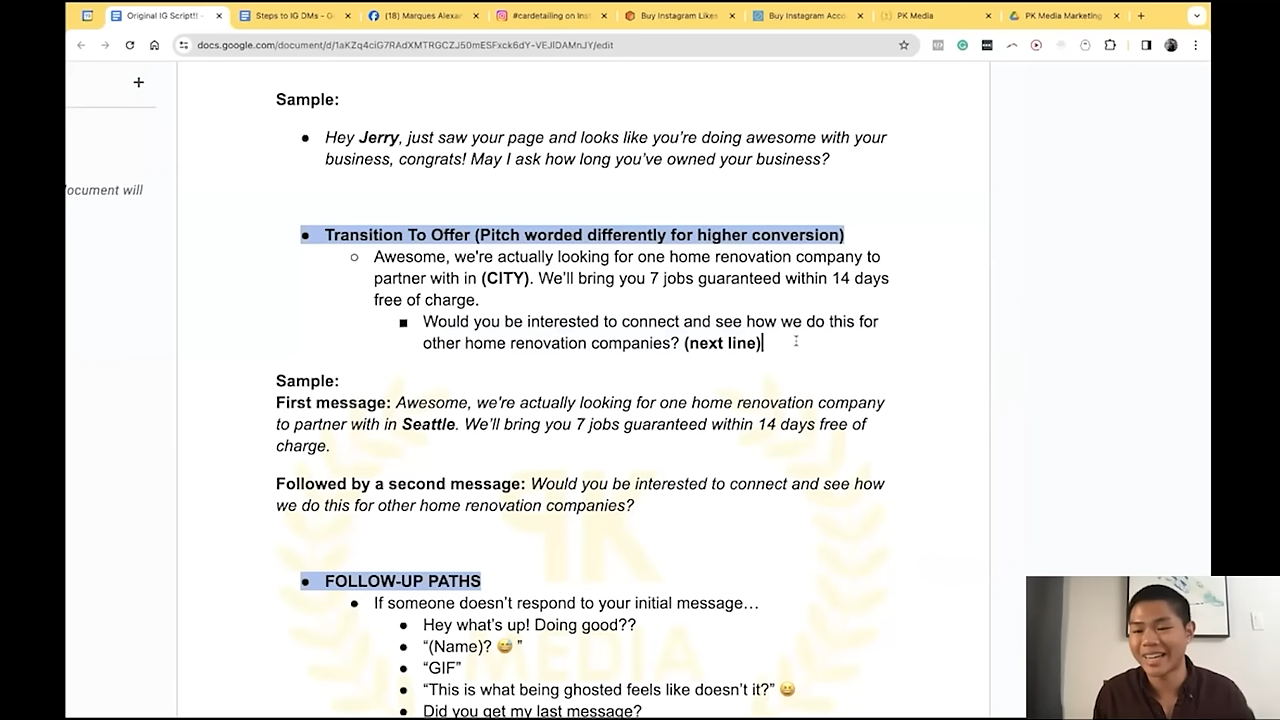 Original IG Script!! -
Steps to IG DMs – G
(18) Marques Alexan
#cardetailing on Inst
Buy Instagram Likes
Buy Instagram Acco
PK Media
PK Media Marketing
docs.google.com/document/d/1aKZq4ciG7RAdXMTRGCZJ50mESFxck6dY-VEJIDAMnJY/edit
ocument will
Sample:
● Hey Jerry, just saw your page and looks like you're doing awesome with your
business, congrats! May I ask how long you've owned your business?
● Transition To Offer (Pitch worded differently for higher conversion)
○ Awesome, we're actually looking for one home renovation company to
partner with in (CITY). We'll bring you 7 jobs guaranteed within 14 days
free of charge.
■ Would you be interested to connect and see how we do this for
other home renovation companies? (next line)
Sample:
First message: Awesome, we're actually looking for one home renovation company
to partner with in Seattle. We'll bring you 7 jobs guaranteed within 14 days free of
charge.
Followed by a second message: Would you be interested to connect and see how
we do this for other home renovation companies?
● FOLLOW-UP PATHS
● If someone doesn't respond to your initial message…
● Hey what's up! Doing good??
● “(Name)? 😅 ”
● “GIF”
● “This is what being ghosted feels like doesn't it?” 😄
● Did you get my last message?
PK
MEDIA